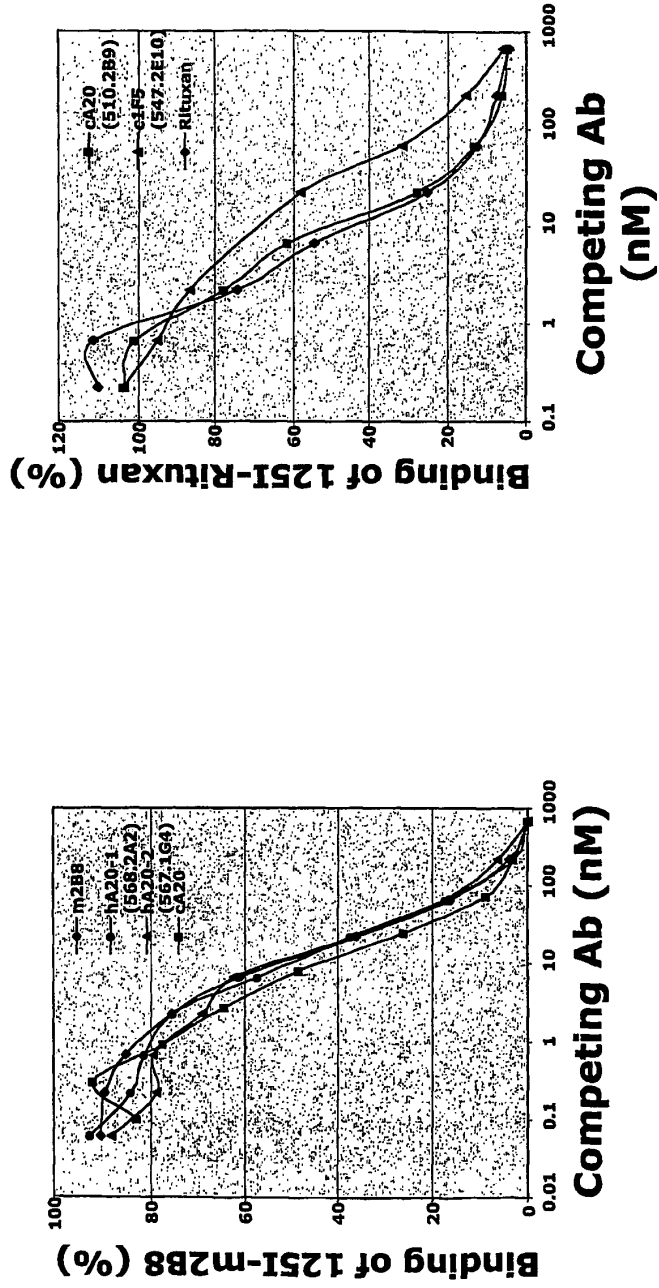 Binding of 125I-m2B8 (%)
100
80
60
40
20
0
0.01
0.1
1
10
100
1000
Competing Ab (nM)
m2B8
hA20-1
(568.2A2)
hA20-2
(567.1G4)
cA20
Binding of 125I-Rituxan (%)
120
100
80
60
40
20
0
0.1
1
10
100
1000
Competing Ab
(nM)
cA20
(510.2B9)
c1F5
(547.2E10)
Rituxan